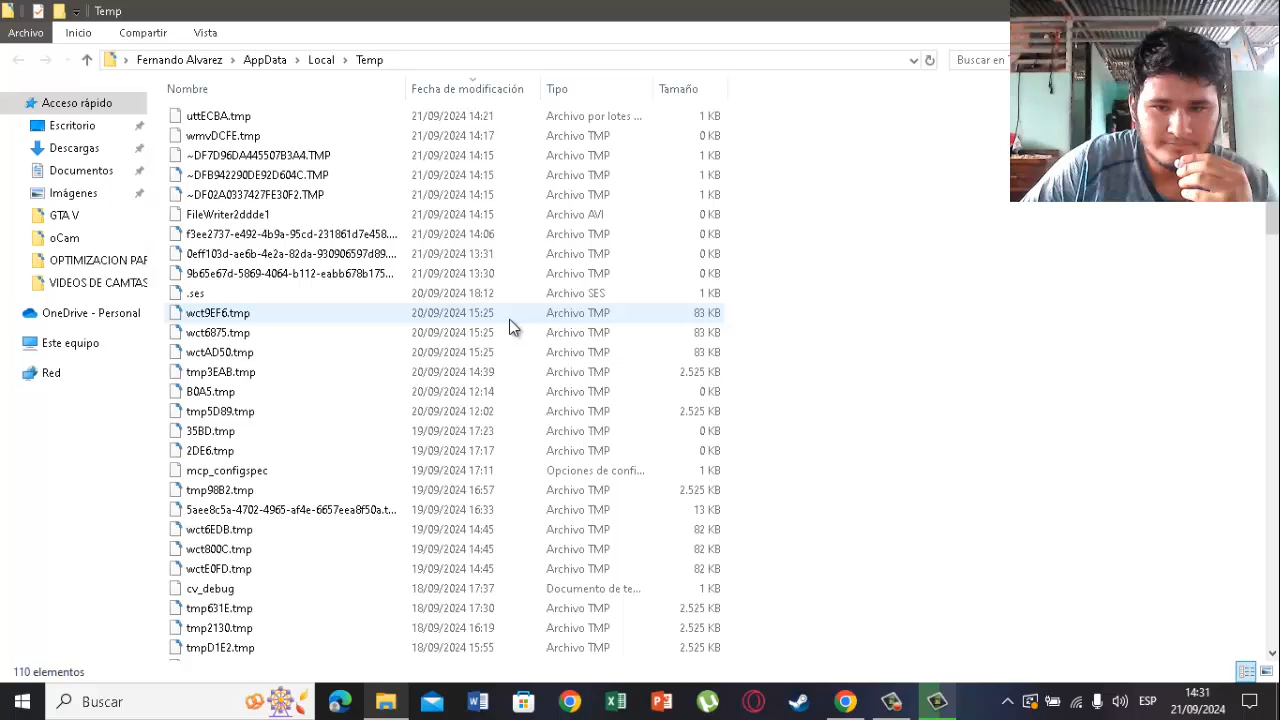 Temp
Archivo Inicio Compartir Vista
Fernando Alvarez AppData Local Temp
Buscar en
Nombre Fecha de modificación Tipo Tamaño
Acceso rápido
Escritorio
Descargas
Documentos
Imágenes
GTA V
oCam
OPTIMIZACION PAR
VIDEOS DE CAMTAS
OneDrive - Personal
Este equipo
Red
uttECBA.tmp 21/09/2024 14:21 Archivo por lotes ... 1 KB
wmvDCFE.tmp 21/09/2024 14:17 Archivo TMP 0 KB
~DF7D96DA445507B3A4.TMP 21/09/2024 14:15 Archivo TMP 1 KB
~DFB942290DE92D604C.TMP 21/09/2024 14:15 Archivo TMP 1 KB
~DF02A0337427FE30F2.TMP 21/09/2024 14:15 Archivo TMP 1 KB
FileWriter2ddde1 21/09/2024 14:15 Archivo AVI 0 KB
f3ee2737-e492-4b9a-95cd-231861d7e458.... 21/09/2024 14:06 Archivo TMP 0 KB
0eff103d-ae6b-4e2a-82da-930906597d89.... 21/09/2024 13:31 Archivo TMP 0 KB
9b65e67d-5869-4064-b112-eabb678b175... 21/09/2024 13:30 Archivo TMP 0 KB
.ses 20/09/2024 18:12 Archivo SES 1 KB
wct9EF6.tmp 20/09/2024 15:25 Archivo TMP 83 KB
wct6875.tmp 20/09/2024 15:25 Archivo TMP 83 KB
wctAD50.tmp 20/09/2024 15:25 Archivo TMP 83 KB
tmp3EAB.tmp 20/09/2024 14:39 Archivo TMP 2.525 KB
B0A5.tmp 20/09/2024 12:14 Archivo TMP 0 KB
tmp5D89.tmp 20/09/2024 12:02 Archivo TMP 2.525 KB
35BD.tmp 19/09/2024 17:23 Archivo TMP 0 KB
2DE6.tmp 19/09/2024 17:17 Archivo TMP 0 KB
mcp_configspec 19/09/2024 17:11 Opciones de confi... 1 KB
tmp98B2.tmp 19/09/2024 16:57 Archivo TMP 2.525 KB
5aee8c5a-4702-4965-af4e-6657eea8f50a.t... 19/09/2024 16:33 Archivo TMP 13 KB
wct6EDB.tmp 19/09/2024 14:45 Archivo TMP 82 KB
wct800C.tmp 19/09/2024 14:45 Archivo TMP 82 KB
wctE0FD.tmp 19/09/2024 14:45 Archivo TMP 82 KB
cv_debug 18/09/2024 17:37 Documento de te... 1 KB
tmp631E.tmp 18/09/2024 17:30 Archivo TMP 2.525 KB
tmp2130.tmp 18/09/2024 16:19 Archivo TMP 2.525 KB
tmpD1E2.tmp 18/09/2024 15:55 Archivo TMP 2.525 KB
110 elementos
Buscar
ESP
14:31
21/09/2024